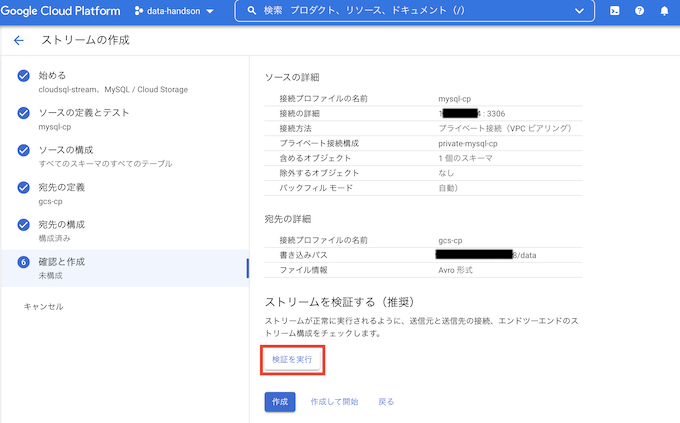 Google Cloud Platform data-handson 検索 プロダクト、リソース、ドキュメント (/)
ストリームの作成
始める
cloudsql-stream、MySQL / Cloud Storage
ソースの定義とテスト
mysql-cp
ソースの構成
すべてのスキーマのすべてのテーブル
宛先の定義
gcs-cp
宛先の構成
構成済み
6 確認と作成
未構成
キャンセル
ソースの詳細
接続プロファイルの名前 mysql-cp
接続の詳細 1 4 : 3306
接続方法 プライベート接続（VPC ピアリング）
プライベート接続構成 private-mysql-cp
含めるオブジェクト 1 個のスキーマ
除外するオブジェクト なし
バックフィル モード 自動）
宛先の詳細
接続プロファイルの名前 gcs-cp
書き込みパス 8/data
ファイル情報 Avro 形式
ストリームを検証する（推奨）
ストリームが正常に実行されるように、送信元と送信先の接続、エンドツーエンドのス
トリーム構成をチェックします。
検証を実行
作成 作成して開始 戻る